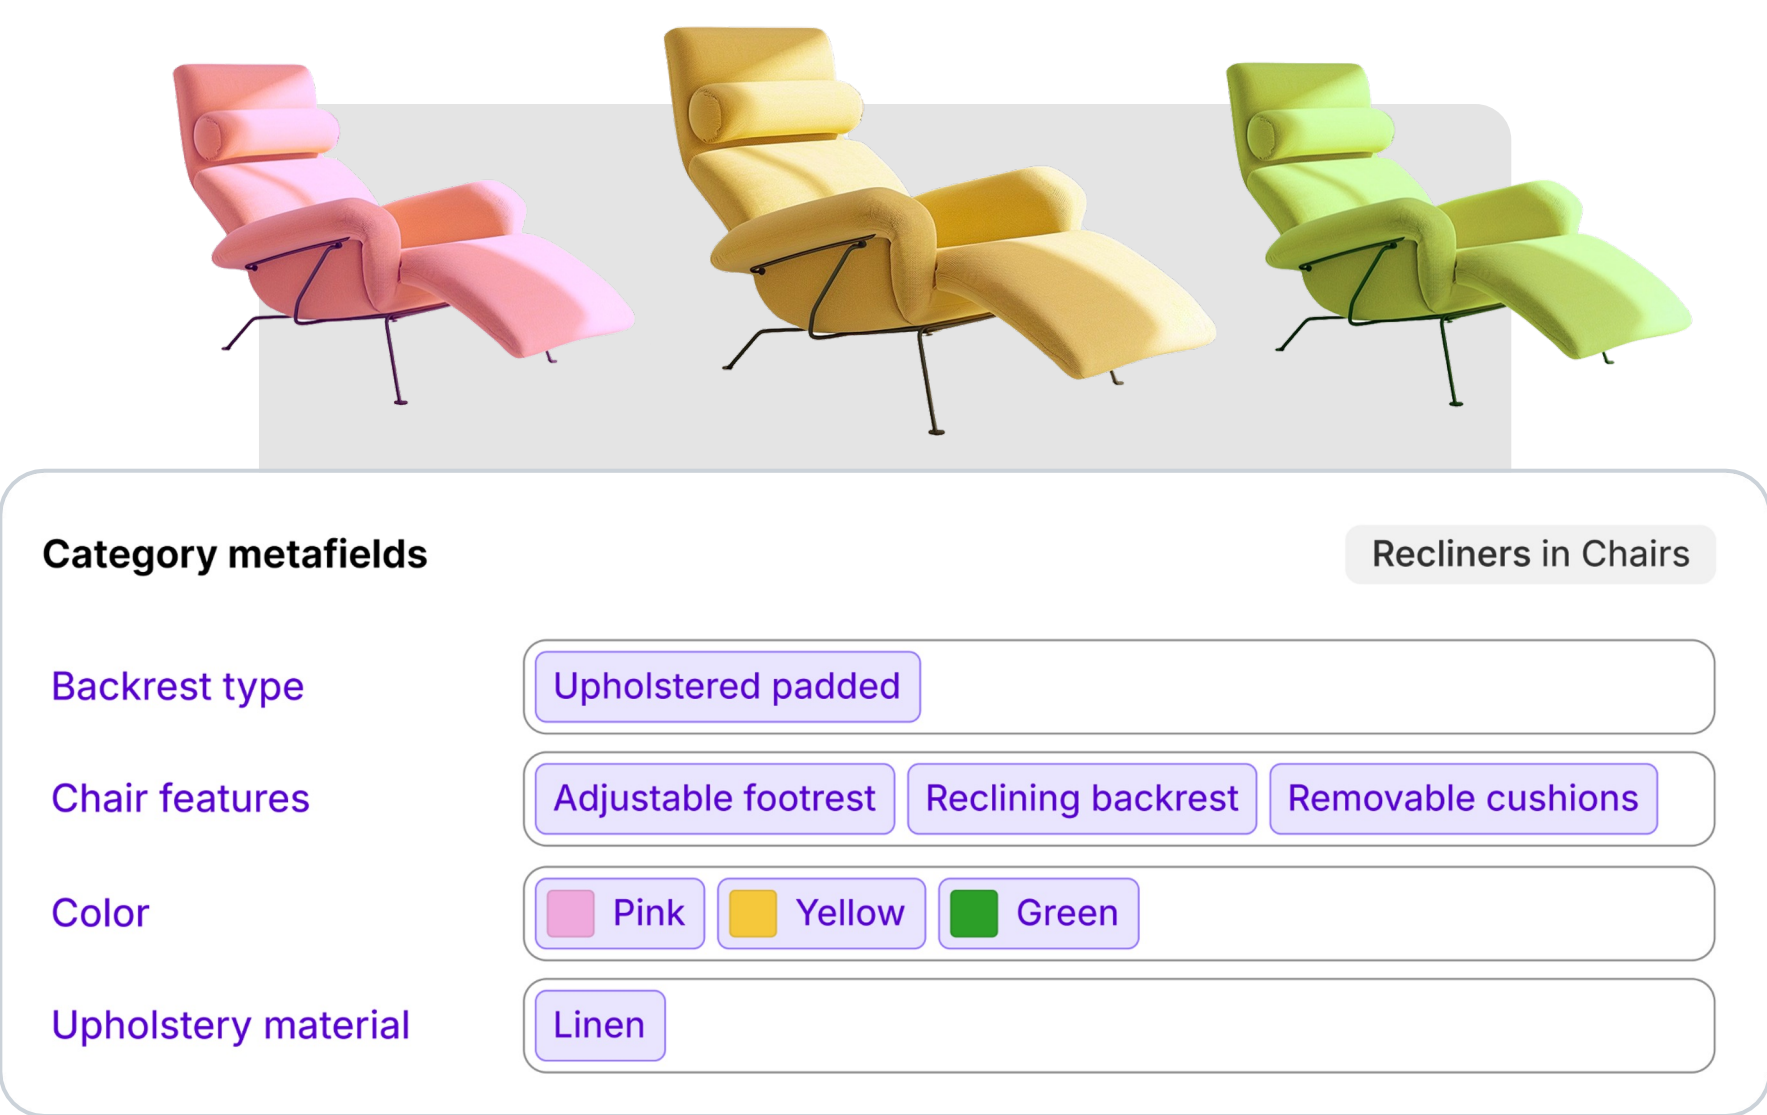 Category metafields
Recliners in Chairs
Backrest type
Upholstered padded
Chair features
Adjustable footrest
Reclining backrest
Removable cushions
Color
Pink
Yellow
Green
Upholstery material
Linen